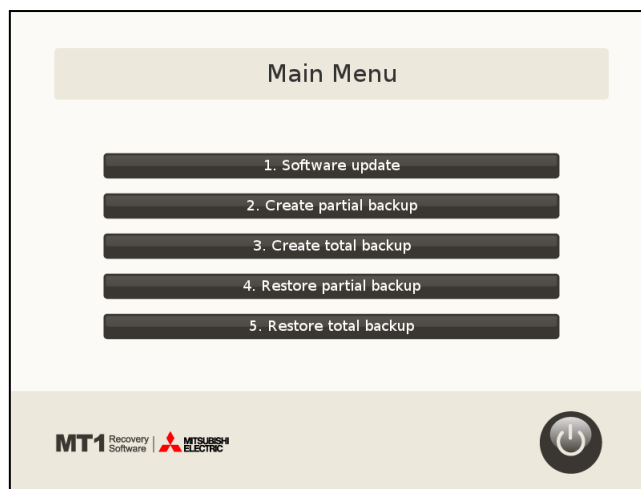 Main Menu
1. Software update
2. Create partial backup
3. Create total backup
4. Restore partial backup
5. Restore total backup
MT1 Recovery Software | MITSUBISHI ELECTRIC